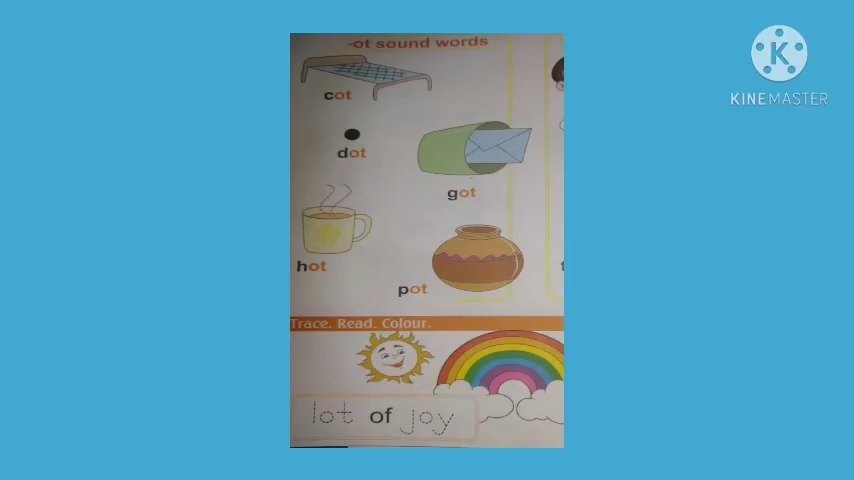 -ot sound words
cot
dot
got
hot
pot
Trace. Read. Colour.
lot of joy
KINEMASTER